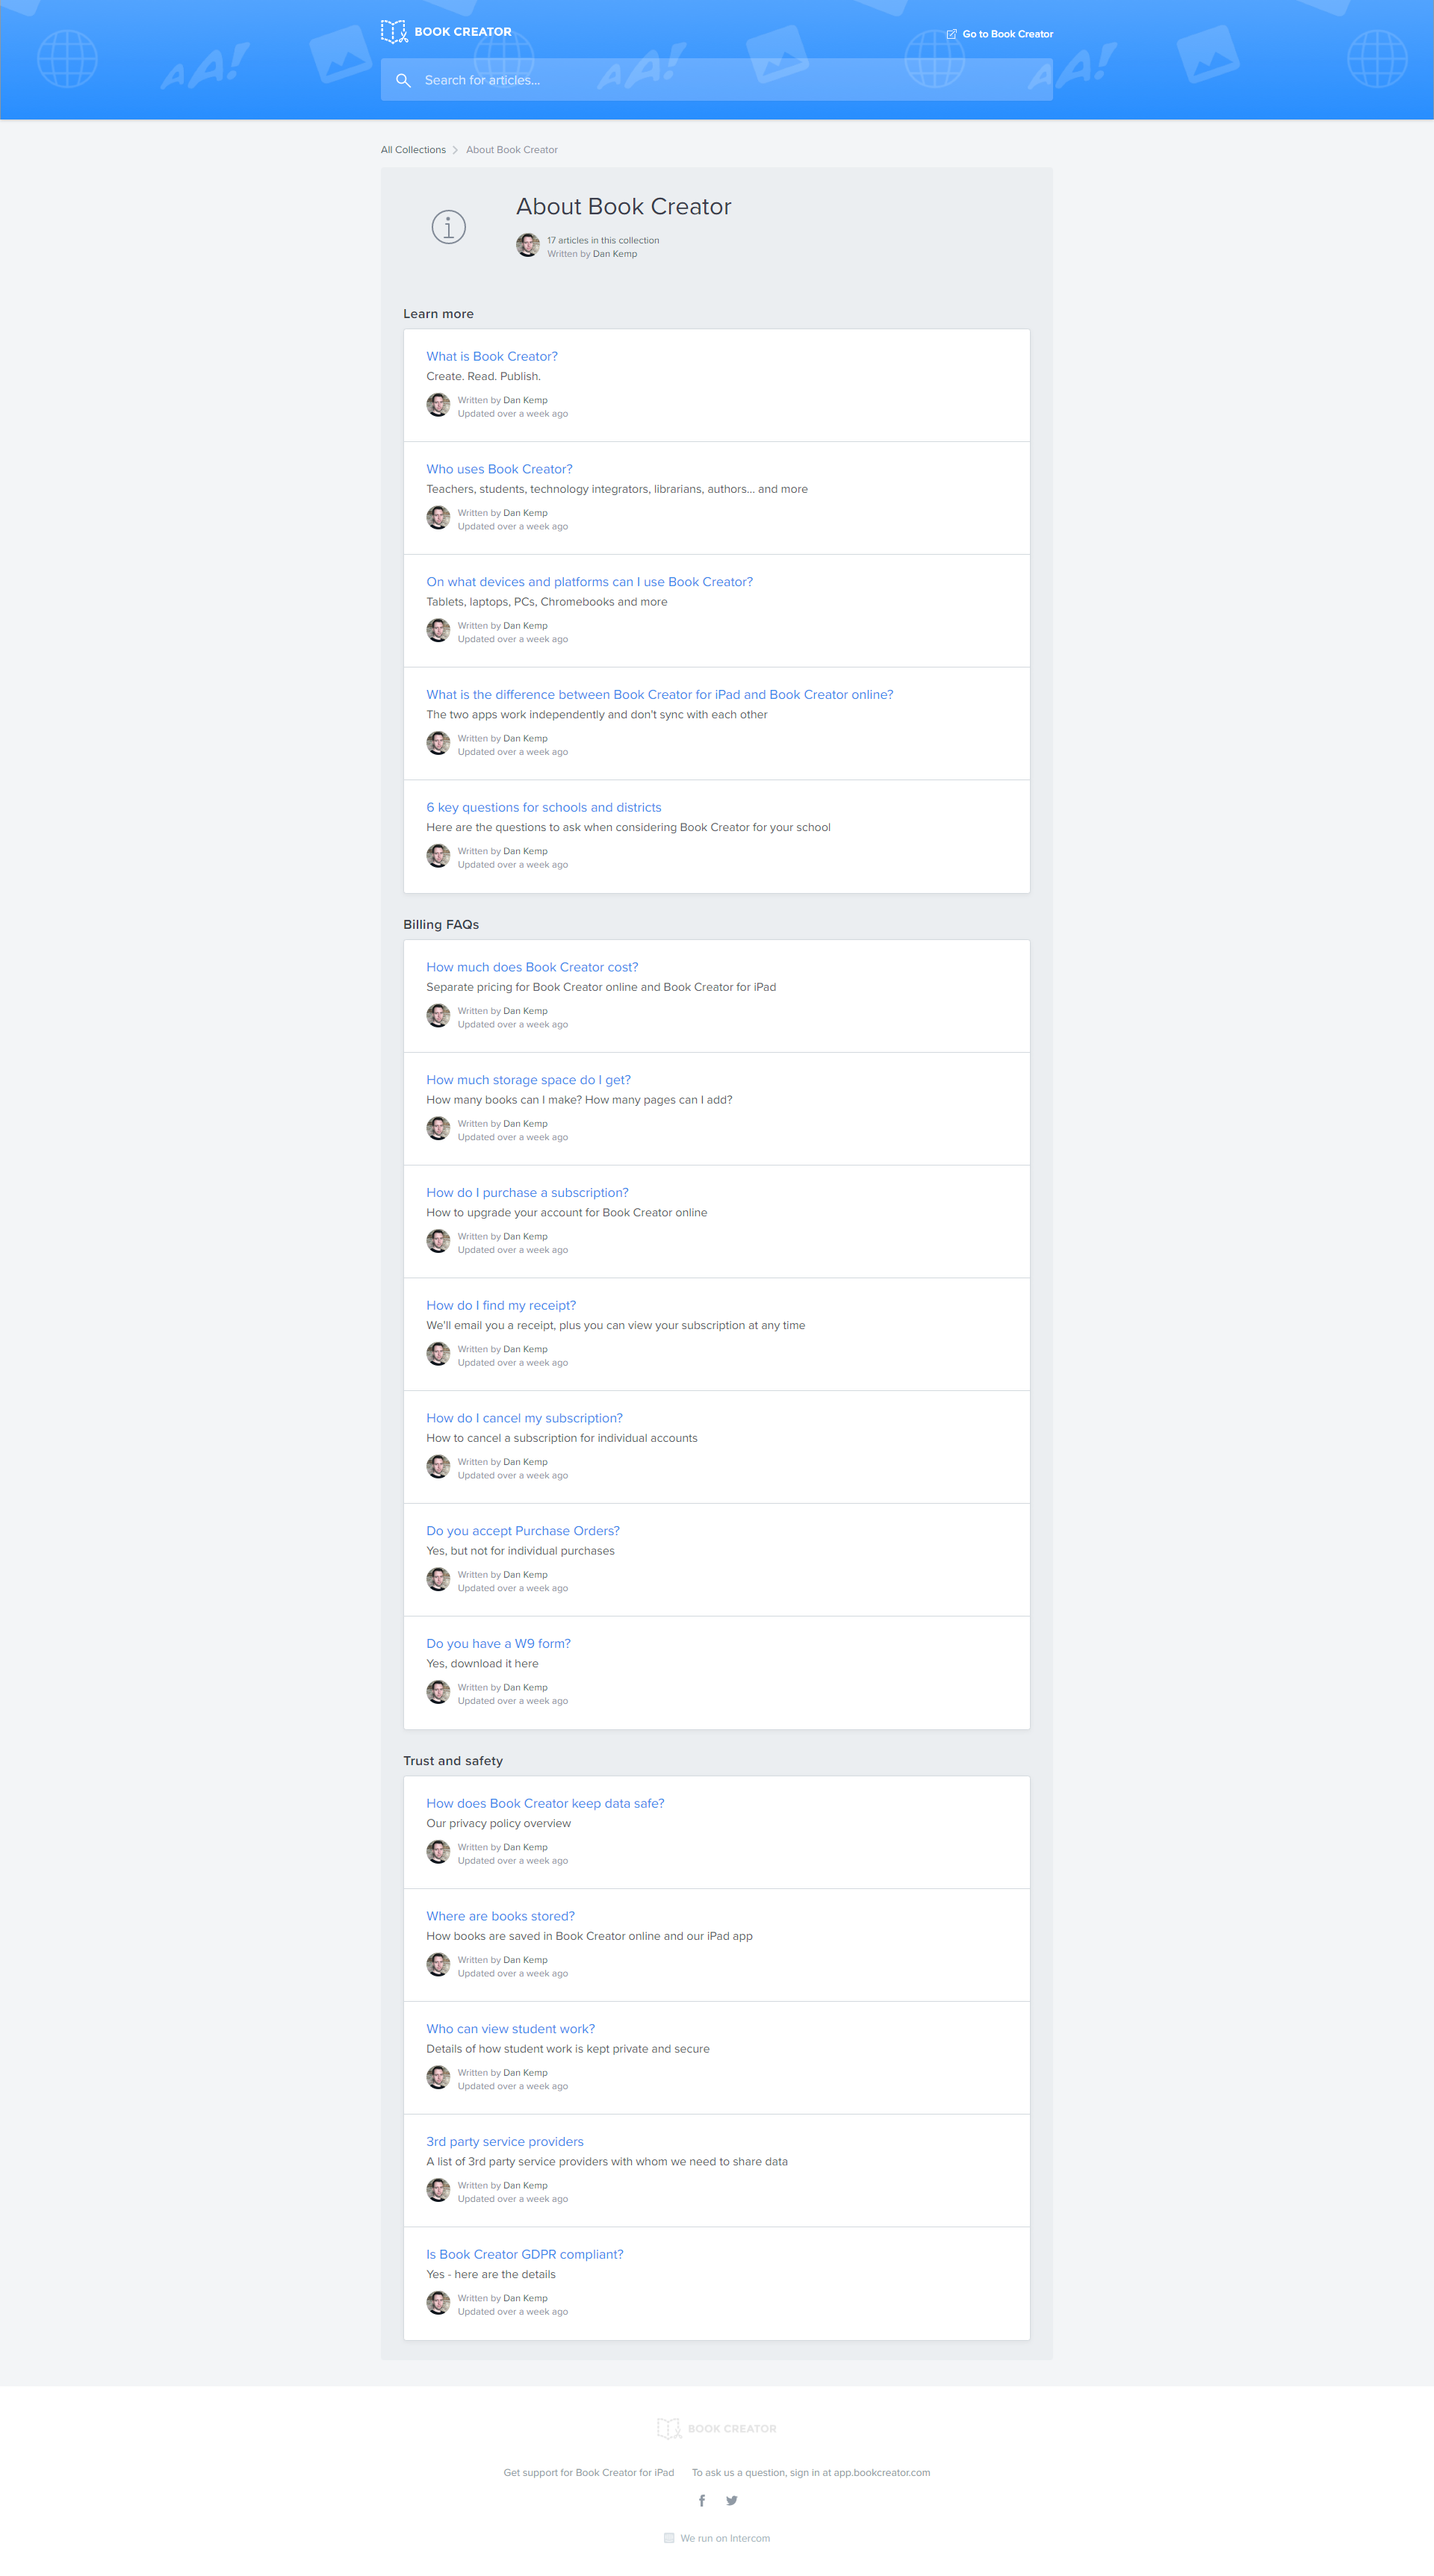 BOOK CREATOR
Go to Book Creator
AA! AA! AA!
Search for articles...
All Collections About Book Creator
About Book Creator
17 articles in this collection
Written by Dan Kemp
Learn more
What is Book Creator?
Create. Read. Publish.
Written by Dan Kemp
Updated over a week ago
Who uses Book Creator?
Teachers, students, technology integrators, librarians, authors... and more
Written by Dan Kemp
Updated over a week ago
On what devices and platforms can I use Book Creator?
Tablets, laptops, PCs, Chromebooks and more
Written by Dan Kemp
Updated over a week ago
What is the difference between Book Creator for iPad and Book Creator online?
The two apps work independently and don't sync with each other
Written by Dan Kemp
Updated over a week ago
6 key questions for schools and districts
Here are the questions to ask when considering Book Creator for your school
Written by Dan Kemp
Updated over a week ago
Billing FAQs
How much does Book Creator cost?
Separate pricing for Book Creator online and Book Creator for iPad
Written by Dan Kemp
Updated over a week ago
How much storage space do I get?
How many books can I make? How many pages can I add?
Written by Dan Kemp
Updated over a week ago
How do I purchase a subscription?
How to upgrade your account for Book Creator online
Written by Dan Kemp
Updated over a week ago
How do I find my receipt?
We'll email you a receipt, plus you can view your subscription at any time
Written by Dan Kemp
Updated over a week ago
How do I cancel my subscription?
How to cancel a subscription for individual accounts
Written by Dan Kemp
Updated over a week ago
Do you accept Purchase Orders?
Yes, but not for individual purchases
Written by Dan Kemp
Updated over a week ago
Do you have a W9 form?
Yes, download it here
Written by Dan Kemp
Updated over a week ago
Trust and safety
How does Book Creator keep data safe?
Our privacy policy overview
Written by Dan Kemp
Updated over a week ago
Where are books stored?
How books are saved in Book Creator online and our iPad app
Written by Dan Kemp
Updated over a week ago
Who can view student work?
Details of how student work is kept private and secure
Written by Dan Kemp
Updated over a week ago
3rd party service providers
A list of 3rd party service providers with whom we need to share data
Written by Dan Kemp
Updated over a week ago
Is Book Creator GDPR compliant?
Yes - here are the details
Written by Dan Kemp
Updated over a week ago
BOOK CREATOR
Get support for Book Creator for iPad To ask us a question, sign in at app.bookcreator.com
We run on Intercom